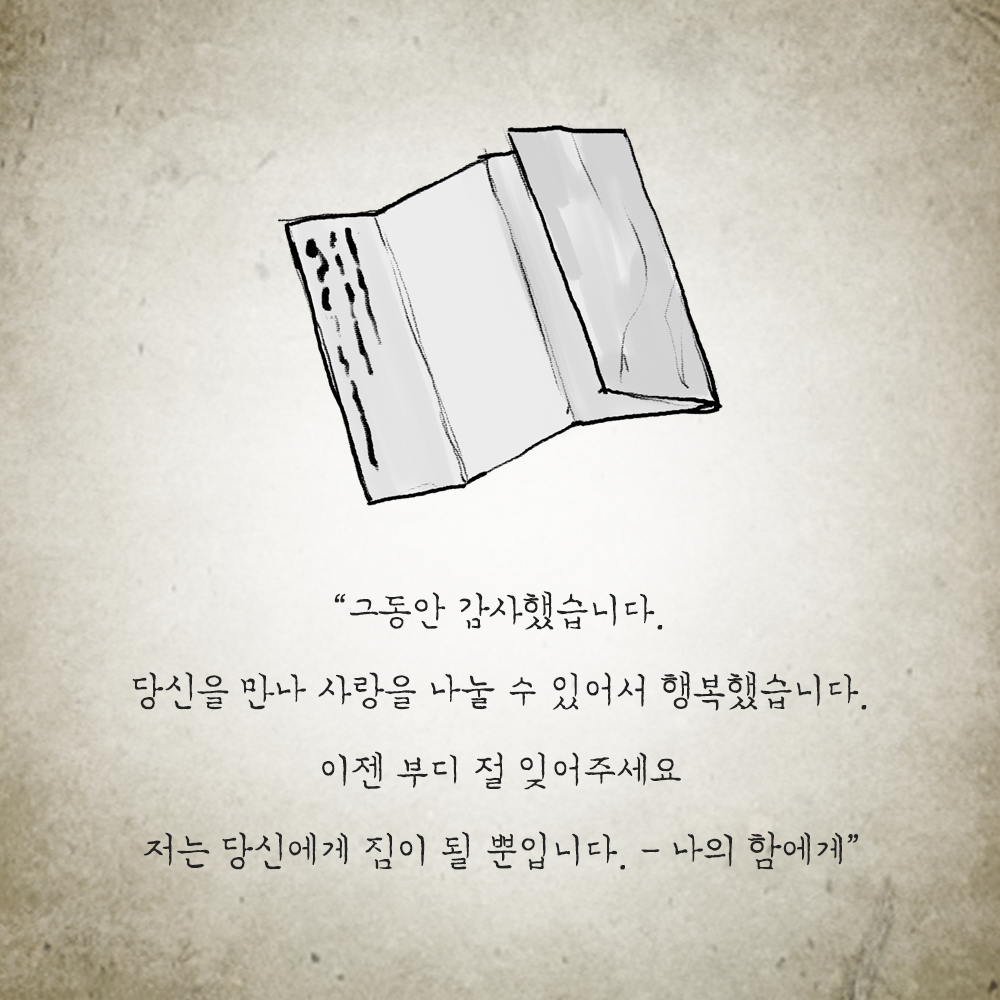 “그동안 감사했습니다.
당신을 만나 사랑을 나눌 수 있어서 행복했습니다.
이젠 부디 절 잊어주세요
저는 당신에게 짐이 될 뿐입니다. - 나의 함에게”